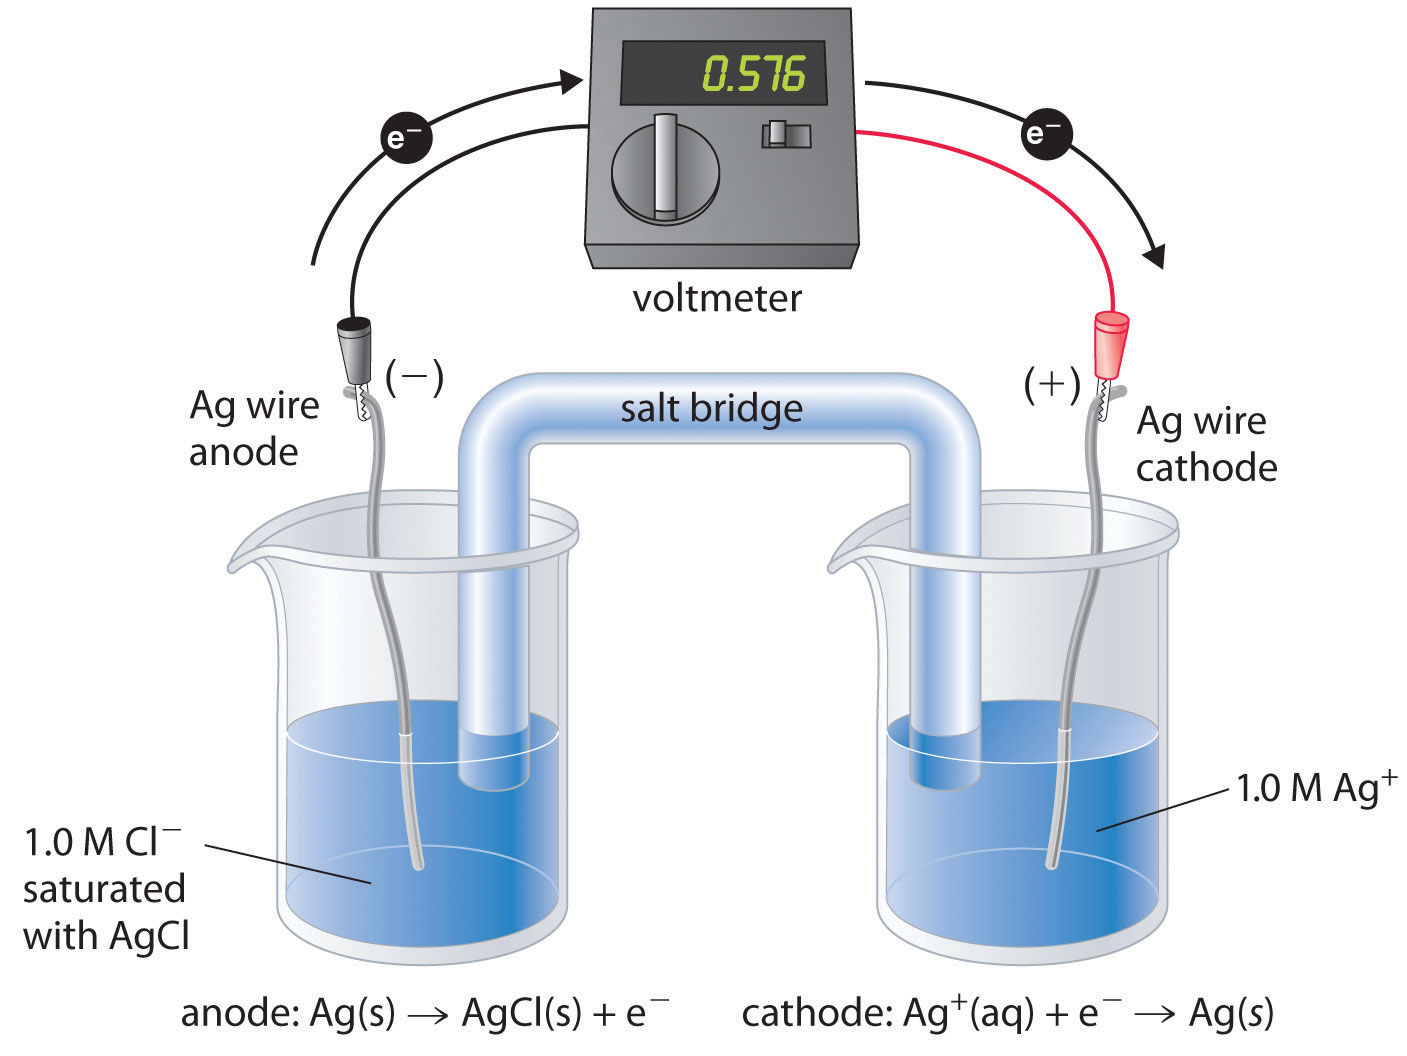 0.576
e⁻
e⁻
voltmeter
(−)
(+)
Ag wire
anode
salt bridge
Ag wire
cathode
1.0 M Ag⁺
1.0 M Cl⁻
saturated
with AgCl
anode: Ag(s) → AgCl(s) + e⁻
cathode: Ag⁺(aq) + e⁻ → Ag(s)